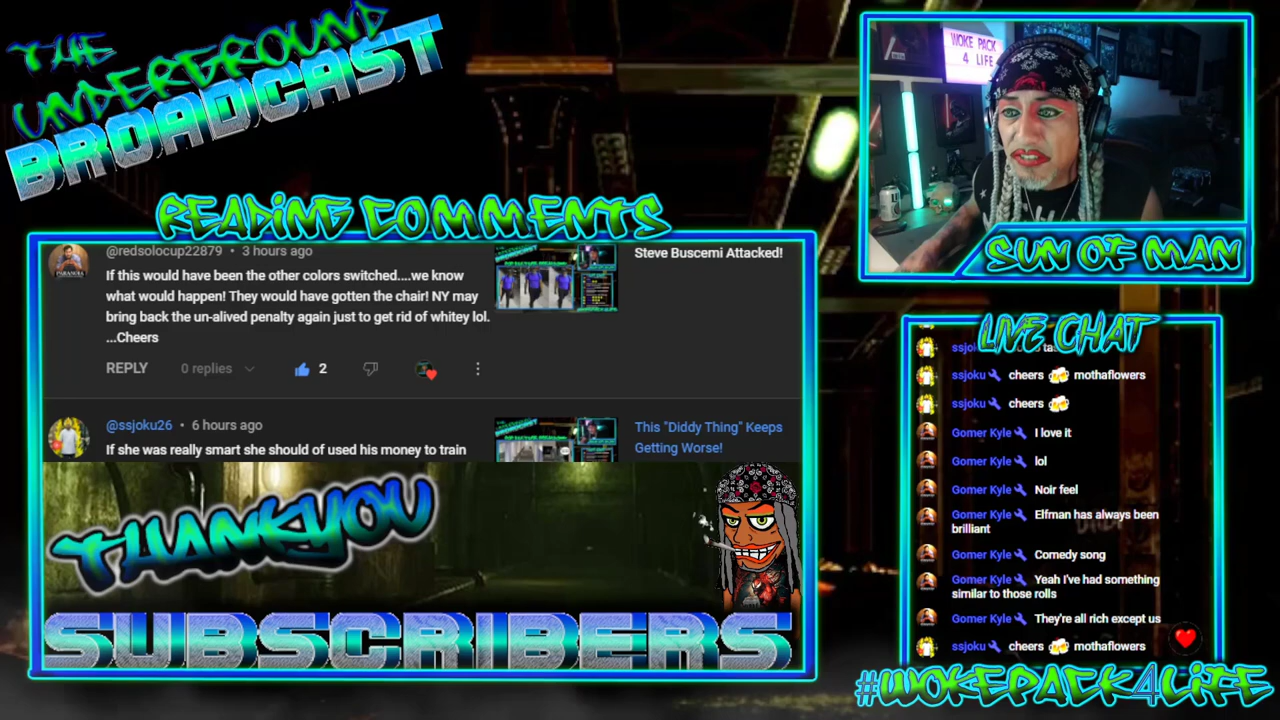 THE
UNDERGROUND
BROADCAST
WOKE PACK
4 LIFE
READING COMMENTS
@redsolocup22879 • 3 hours ago
If this would have been the other colors switched....we know
what would happen! They would have gotten the chair! NY may
bring back the un-alived penalty again just to get rid of whitey lol.
...Cheers
REPLY 0 replies 2
Steve Buscemi Attacked!
@ssjoku26 • 6 hours ago
If she was really smart she should of used his money to train
This "Diddy Thing" Keeps
Getting Worse!
THANKYOU
SUBSCRIBERS
SUN OF MAN
LIVE CHAT
ssjoku cheers 🍻 mothaflowers
ssjoku cheers 🍻
Gomer Kyle I love it
Gomer Kyle lol
Gomer Kyle Noir feel
Gomer Kyle Elfman has always been
brilliant
Gomer Kyle Comedy song
Gomer Kyle Yeah I've had something
similar to those rolls
Gomer Kyle They're all rich except us
ssjoku cheers 🍻 mothaflowers
#WOKEPACK4LIFE